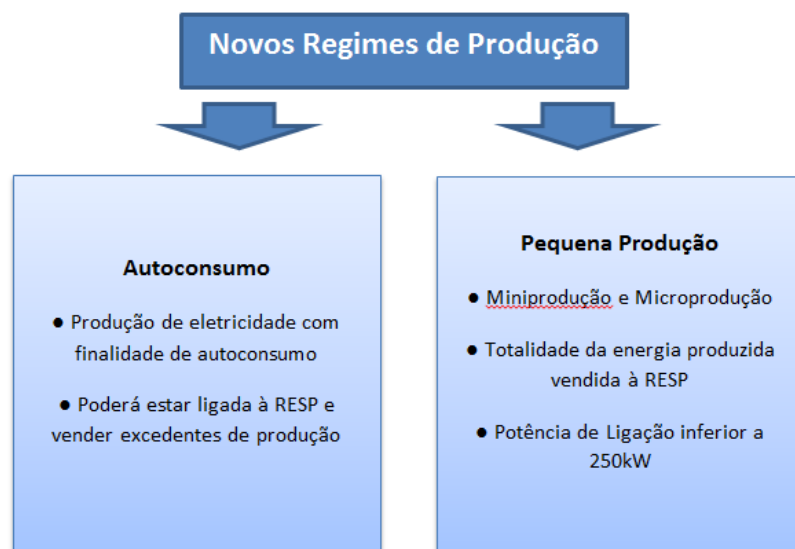 Novos Regimes de Produção
Autoconsumo
● Produção de eletricidade com
finalidade de autoconsumo
● Poderá estar ligada à RESP e
vender excedentes de produção
Pequena Produção
● Miniprodução e Microprodução
● Totalidade da energia produzida
vendida à RESP
● Potência de Ligação inferior a
250kW